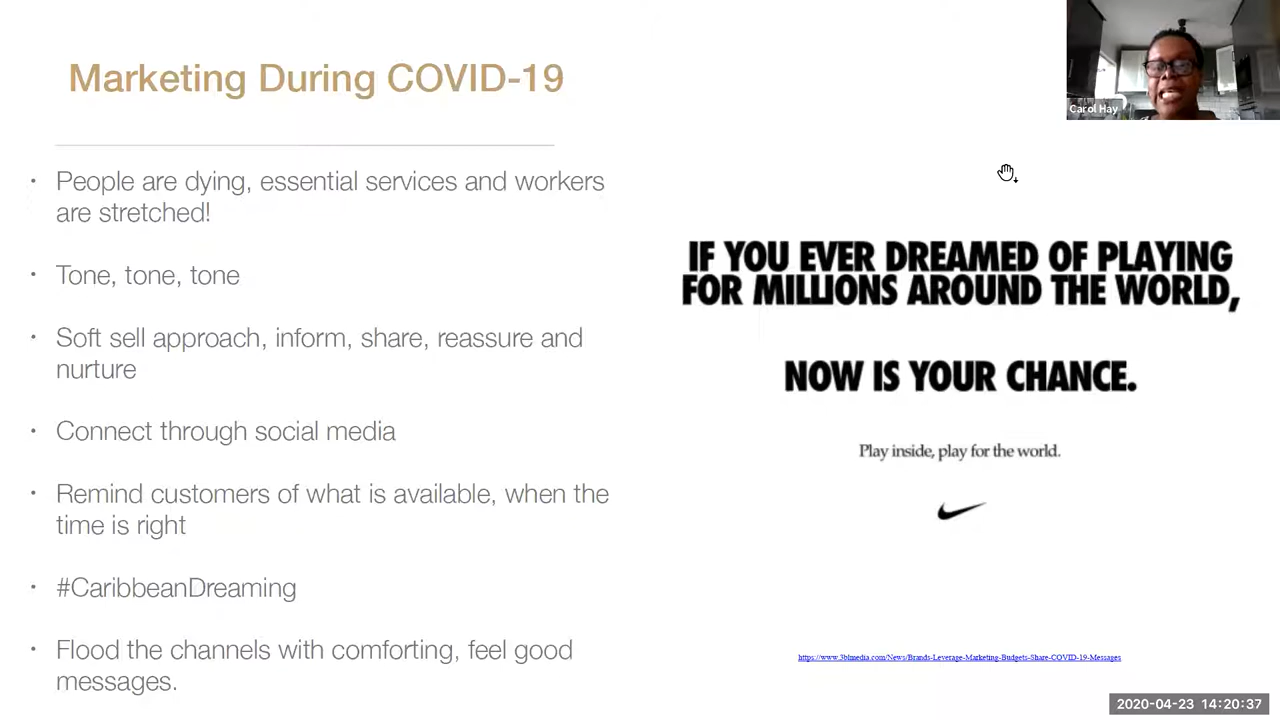 Marketing During COVID-19
Carol Hay
• People are dying, essential services and workers
are stretched!
• Tone, tone, tone
• Soft sell approach, inform, share, reassure and
nurture
• Connect through social media
• Remind customers of what is available, when the
time is right
• #CaribbeanDreaming
• Flood the channels with comforting, feel good
messages.
IF YOU EVER DREAMED OF PLAYING
FOR MILLIONS AROUND THE WORLD,
NOW IS YOUR CHANCE.
Play inside, play for the world.
https://www.3blmedia.com/News/Brands-Leverage-Marketing-Budgets-Share-COVID-19-Messages
2020-04-23 14:20:37